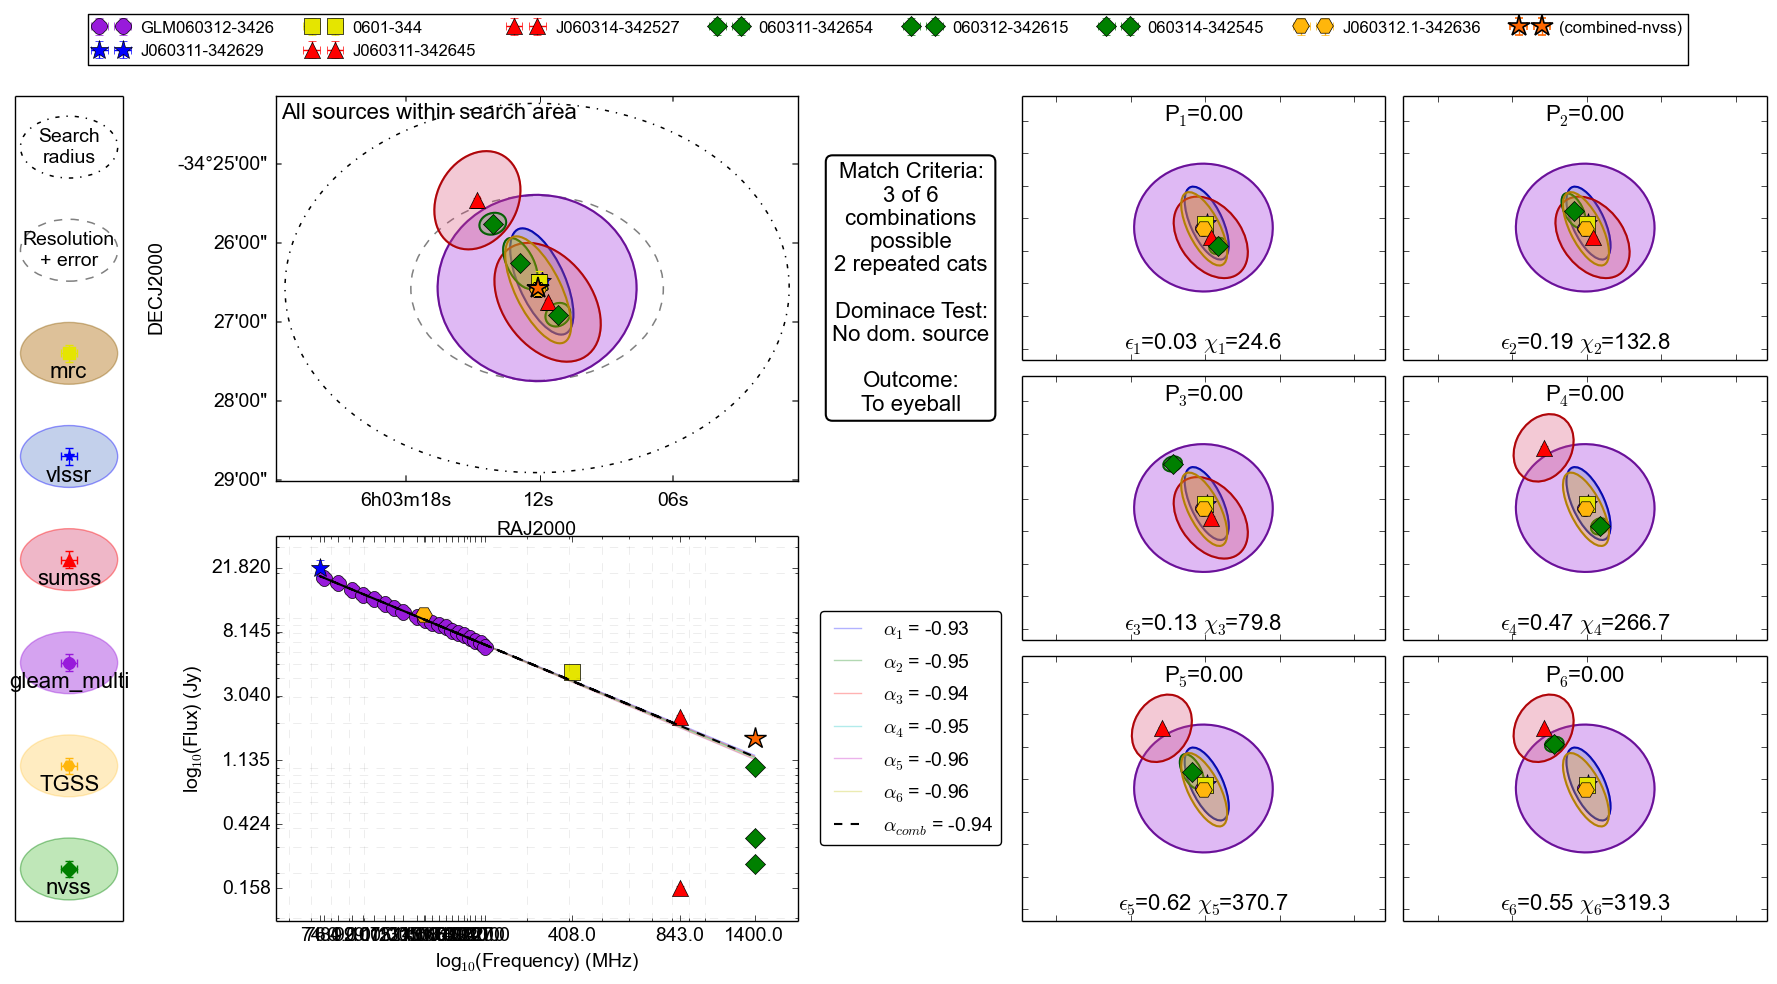 GLM060312-3426
0601-344
J060314-342527
060311-342654
060312-342615
060314-342545
J060312.1-342636
(combined-nvss)
J060311-342629
J060311-342645
Search
radius
Resolution
+ error
mrc
vlssr
sumss
gleam_multi
TGSS
nvss
All sources within search area
DECJ2000
-34°25'00"
26'00"
27'00"
28'00"
29'00"
6h03m18s
12s
06s
RAJ2000
Match Criteria:
3 of 6
combinations
possible
2 repeated cats
Dominace Test:
No dom. source
Outcome:
To eyeball
log10(Flux) (Jy)
21.820
8.145
3.040
1.135
0.424
0.158
408.0
843.0
1400.0
log10(Frequency) (MHz)
α1 = -0.93
α2 = -0.95
α3 = -0.94
α4 = -0.95
α5 = -0.96
α6 = -0.96
αcomb = -0.94
P1=0.00
ϵ1=0.03 χ1=24.6
P2=0.00
ϵ2=0.19 χ2=132.8
P3=0.00
ϵ3=0.13 χ3=79.8
P4=0.00
ϵ4=0.47 χ4=266.7
P5=0.00
ϵ5=0.62 χ5=370.7
P6=0.00
ϵ6=0.55 χ6=319.3